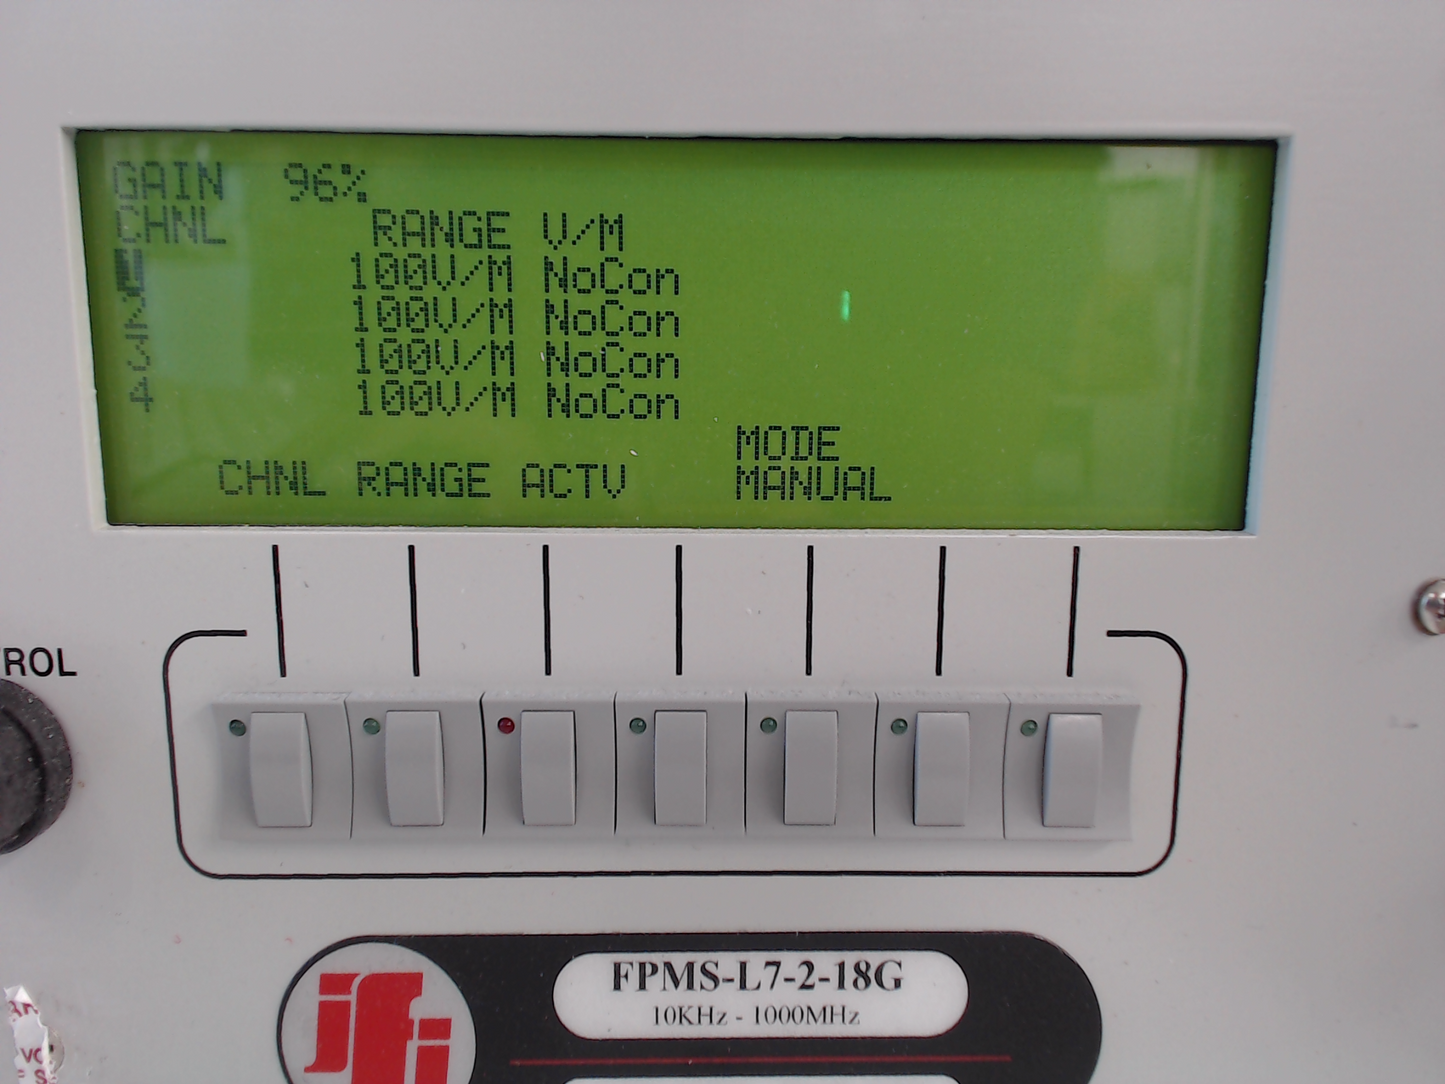 GAIN 96%
CHNL RANGE V/M
1 100V/M NoCon
2 100V/M NoCon
3 100V/M NoCon
4 100V/M NoCon
MODE
CHNL RANGE ACTV MANUAL
ROL
FPMS-L7-2-18G
10KHz - 1000MHz
jfi